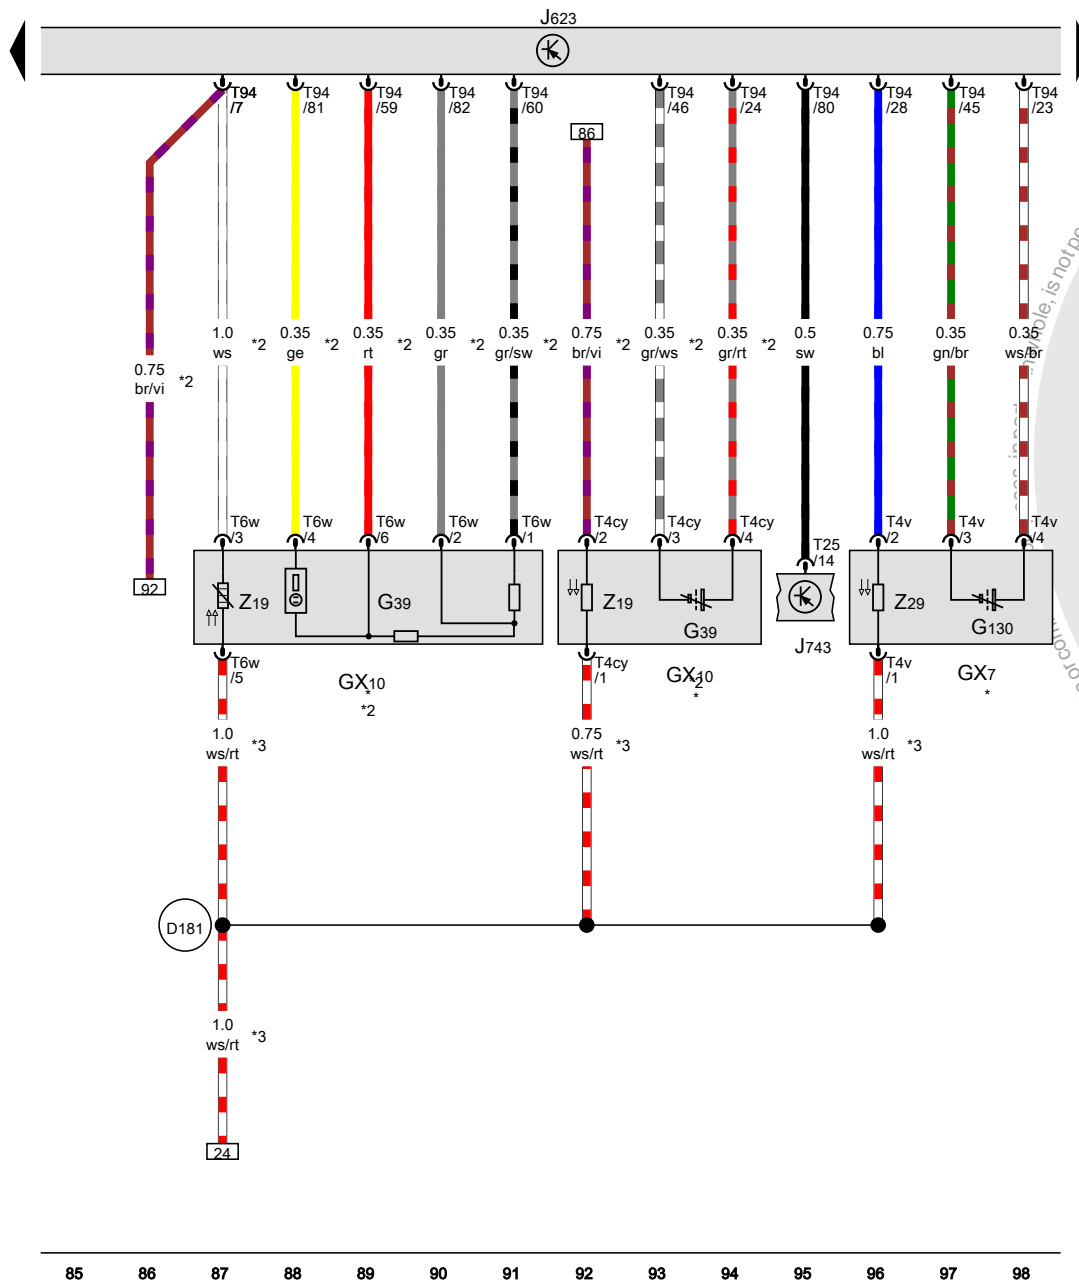 J623
T94 /7
T94 /81
T94 /59
T94 /82
T94 /60
T94 /46
T94 /24
T94 /80
T94 /28
T94 /45
T94 /23
86
1.0 ws *2
0.35 ge *2
0.35 rt *2
0.35 gr *2
0.35 gr/sw *2
0.75 br/vi *2
0.35 gr/ws *2
0.35 gr/rt *2
0.5 sw
0.75 bl
0.35 gn/br
0.35 ws/br
0.75 br/vi *2
T6w /3
T6w /4
T6w /6
T6w /2
T6w /1
T4cy /2
T4cy /3
T4cy /4
T25 /14
T4v /2
T4v /3
T4v /4
92
Z19
G39
Z19
G39
J743
Z29
G130
T6w /5
GX10
*
*2
T4cy /1
GX10
*2
*
T4v /1
GX7
*
1.0 ws/rt *3
0.75 ws/rt *3
1.0 ws/rt *3
D181
1.0 ws/rt *3
24
85 86 87 88 89 90 91 92 93 94 95 96 97 98
whole, is not pe